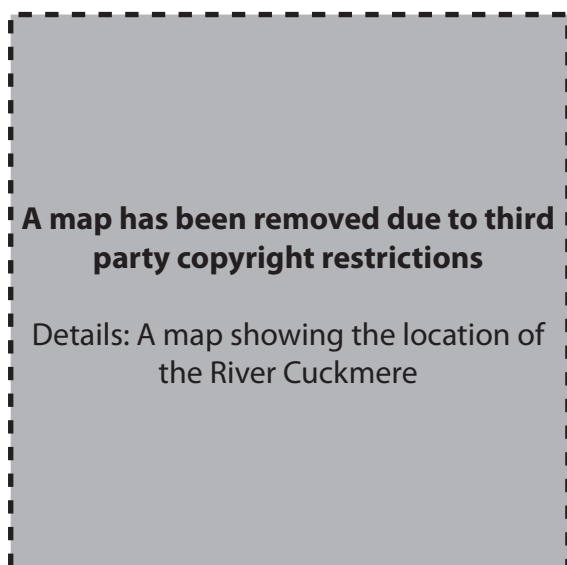 A map has been removed due to third
party copyright restrictions
Details: A map showing the location of
the River Cuckmere